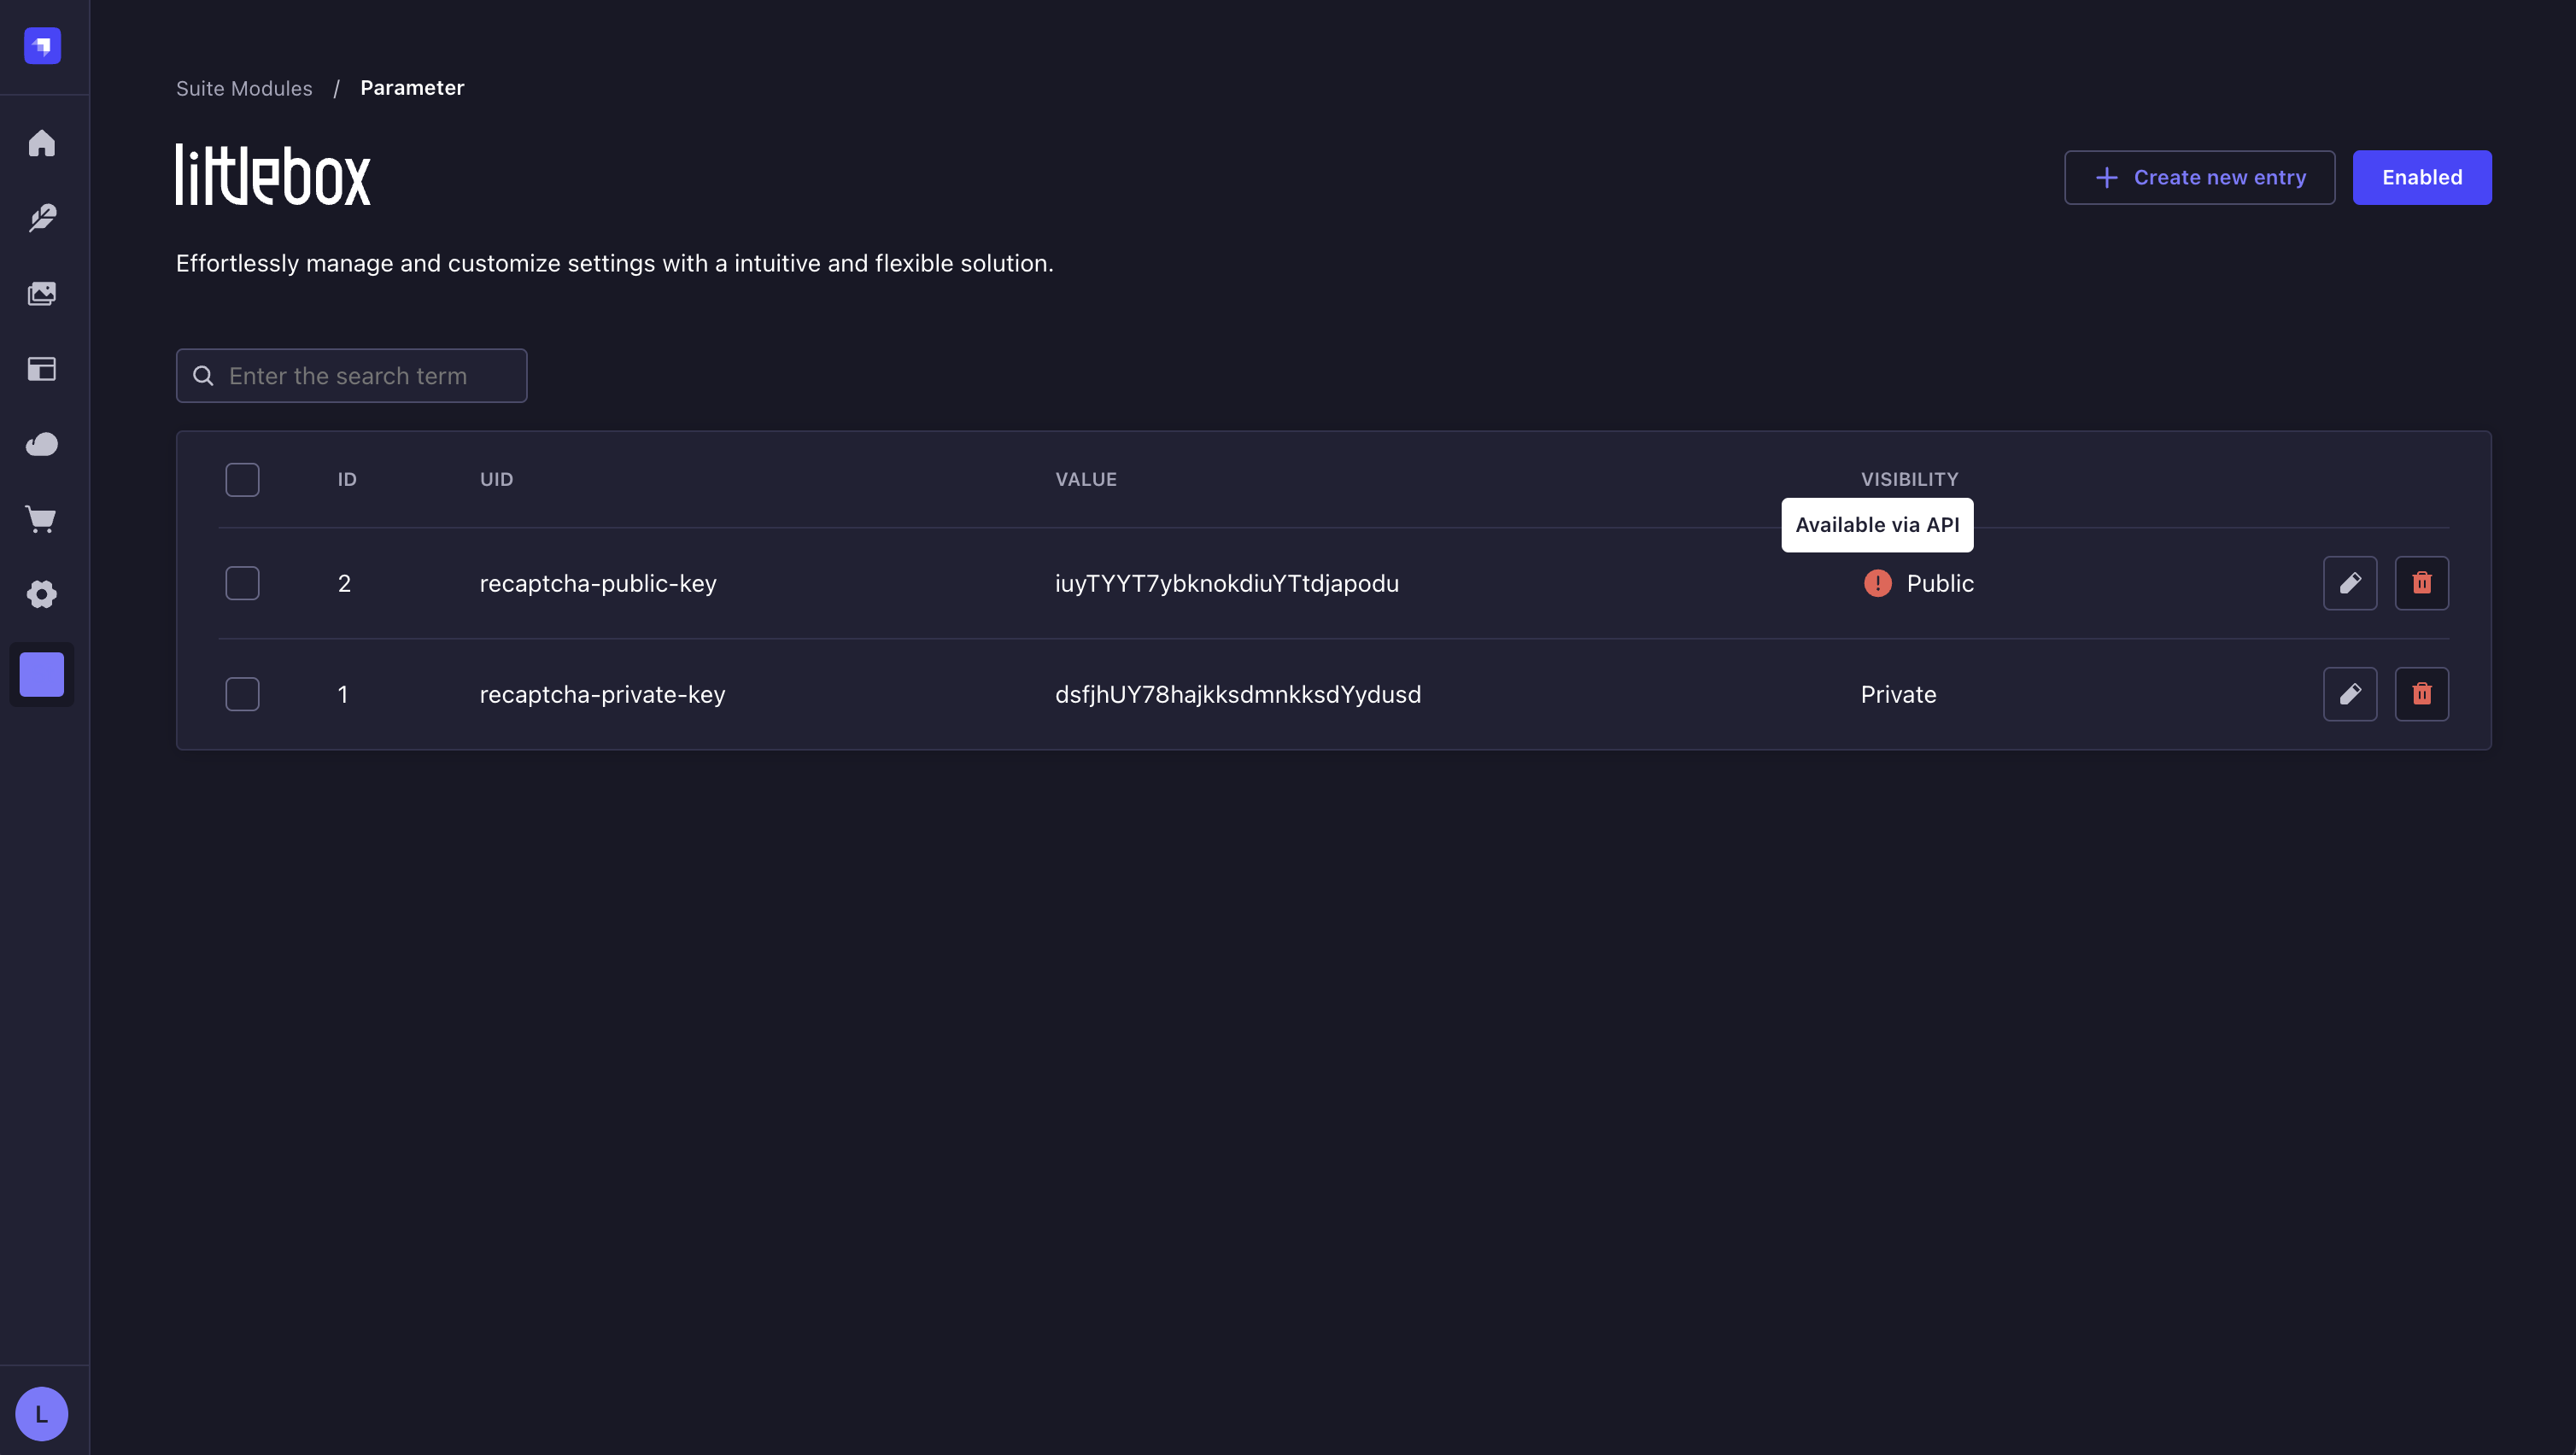 Suite Modules / Parameter
littlebox
Create new entry
Enabled
Effortlessly manage and customize settings with a intuitive and flexible solution.
Enter the search term
ID UID VALUE VISIBILITY
Available via API
2 recaptcha-public-key iuyTYYT7ybknokdiuYTtdjapodu Public
1 recaptcha-private-key dsfjhUY78hajkksdmnkksdYydusd Private
L